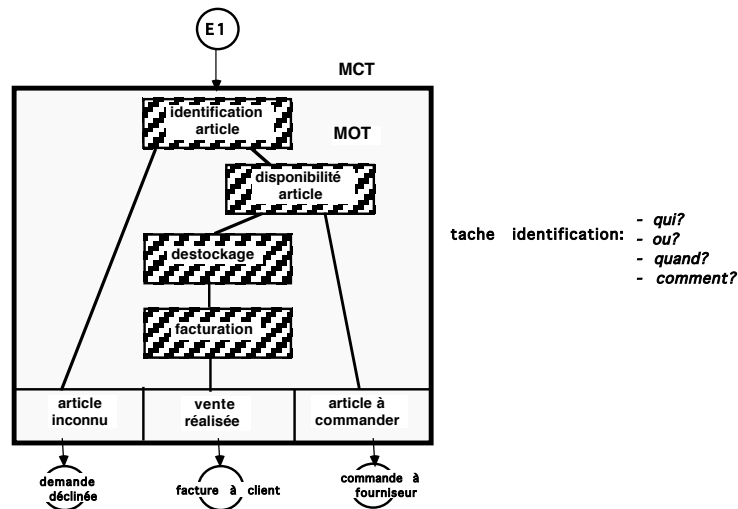 E1
MCT
identification
article
MOT
disponibilité
article
tache identification:
- qui?
- ou?
- quand?
- comment?
destockage
facturation
article
inconnu
vente
réalisée
article à
commander
demande
déclinée
facture à client
commande à
fourniseur